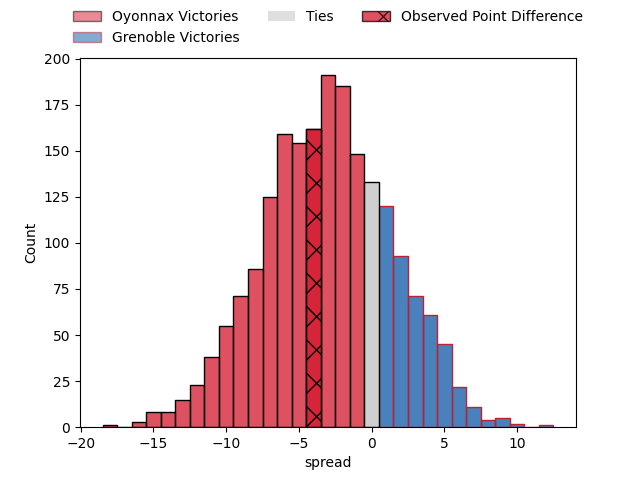 Oyonnax Victories
Ties
Observed Point Difference
Grenoble Victories
200
175
150
125
100
75
50
25
0
Count
−20
−15
−10
−5
0
5
10
spread